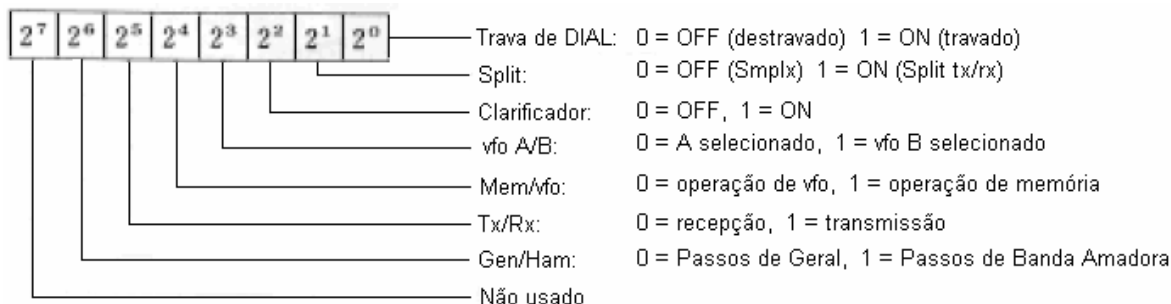 2⁷ 2⁶ 2⁵ 2⁴ 2³ 2² 2¹ 2⁰ Trava de DIAL: 0 = OFF (destravado) 1 = ON (travado)
Split: 0 = OFF (Smplx) 1 = ON (Split tx/rx)
Clarificador: 0 = OFF, 1 = ON
vfo A/B: 0 = A selecionado, 1 = vfo B selecionado
Mem/vfo: 0 = operação de vfo, 1 = operação de memória
Tx/Rx: 0 = recepção, 1 = transmissão
Gen/Ham: 0 = Passos de Geral, 1 = Passos de Banda Amadora
Não usado